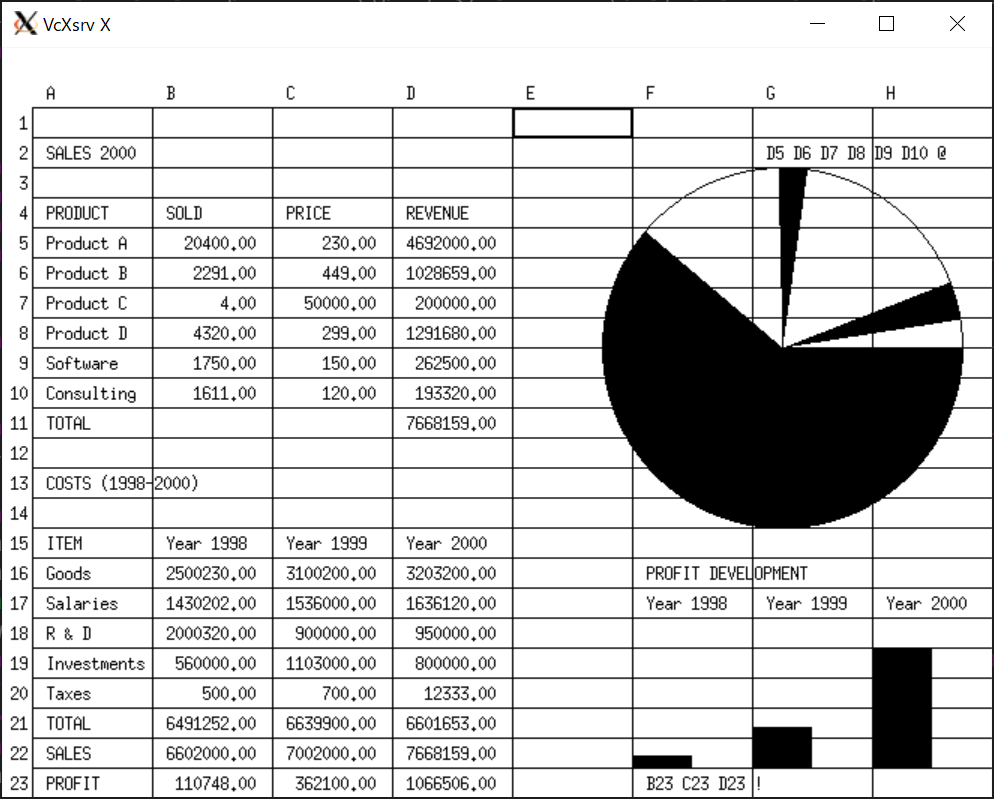 VcXsrv X
A B C D E F G H
1
2 SALES 2000 D5 D6 D7 D8 D9 D10 @
3
4 PRODUCT SOLD PRICE REVENUE
5 Product A 20400.00 230.00 4692000.00
6 Product B 2291.00 449.00 1028659.00
7 Product C 4.00 50000.00 200000.00
8 Product D 4320.00 299.00 1291680.00
9 Software 1750.00 150.00 262500.00
10 Consulting 1611.00 120.00 193320.00
11 TOTAL 7668159.00
12
13 COSTS (1998-2000)
14
15 ITEM Year 1998 Year 1999 Year 2000
16 Goods 2500230.00 3100200.00 3203200.00 PROFIT DEVELOPMENT
17 Salaries 1430202.00 1536000.00 1636120.00 Year 1998 Year 1999 Year 2000
18 R & D 2000320.00 900000.00 950000.00
19 Investments 560000.00 1103000.00 800000.00
20 Taxes 500.00 700.00 12333.00
21 TOTAL 6491252.00 6639900.00 6601653.00
22 SALES 6602000.00 7002000.00 7668159.00
23 PROFIT 110748.00 362100.00 1066506.00 B23 C23 D23 !